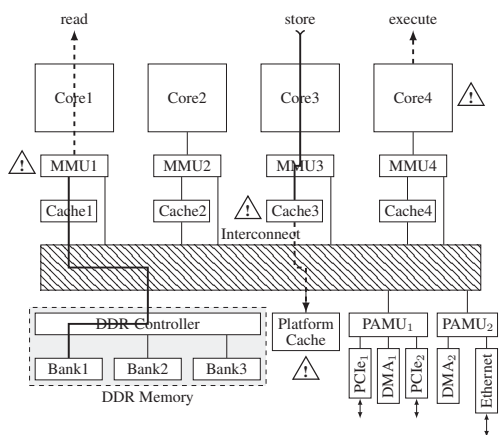 read store execute
Core1 Core2 Core3 Core4
!
!
MMU1 MMU2 MMU3 MMU4
!
Cache1 Cache2 Cache3 Cache4
Interconnect
DDR Controller
Platform
Cache
PAMU1 PAMU2
!
Bank1 Bank2 Bank3
PCIe1 DMA1 PCIe2 DMA2 Ethernet
DDR Memory